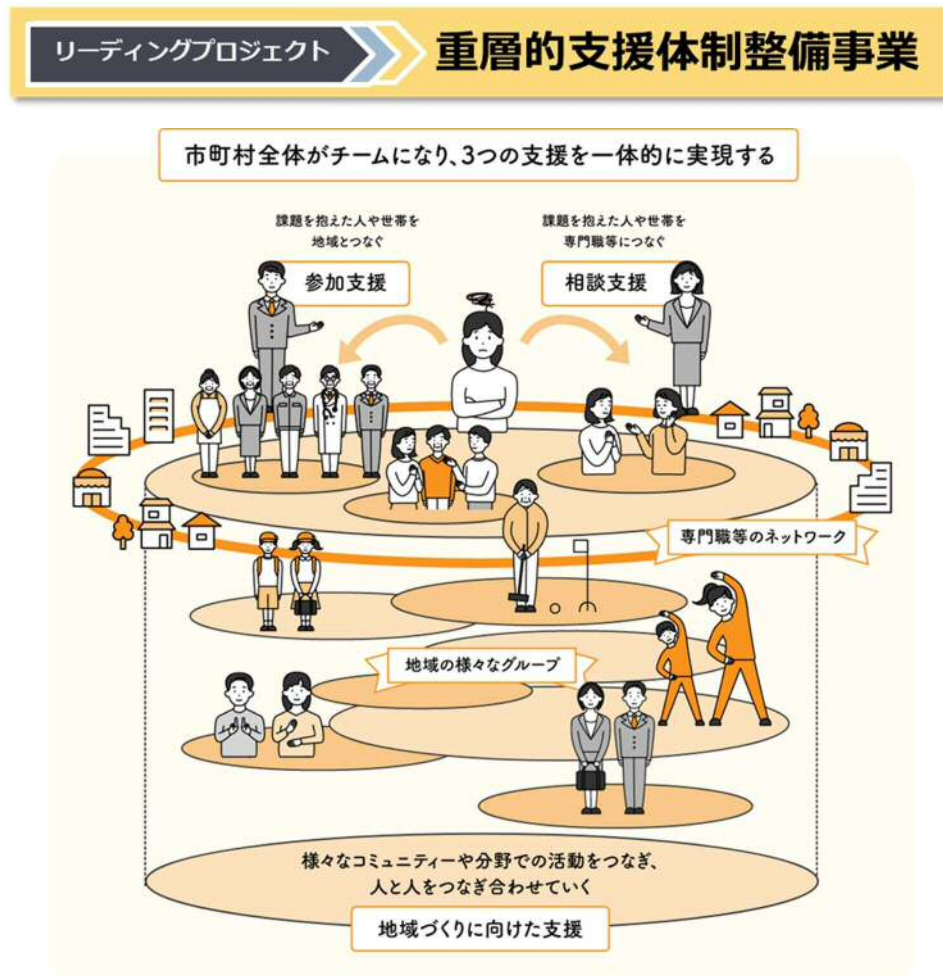 リーディングプロジェクト
重層的支援体制整備事業
市町村全体がチームになり、3つの支援を一体的に実現する
課題を抱えた人や世帯を
地域とつなぐ
参加支援
課題を抱えた人や世帯を
専門職等につなぐ
相談支援
専門職等のネットワーク
地域の様々なグループ
様々なコミュニティーや分野での活動をつなぎ、
人と人をつなぎ合わせていく
地域づくりに向けた支援